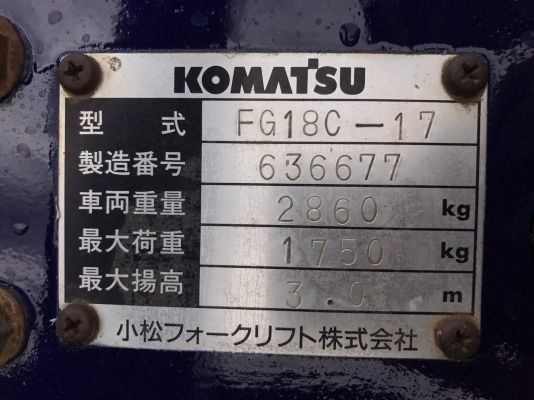 KOMATSU
型 式 FG18C-17
製造番号 636677
車両重量 2860 kg
最大荷重 1750 kg
最大揚高 3.0 m
小松フォークリフト株式会社